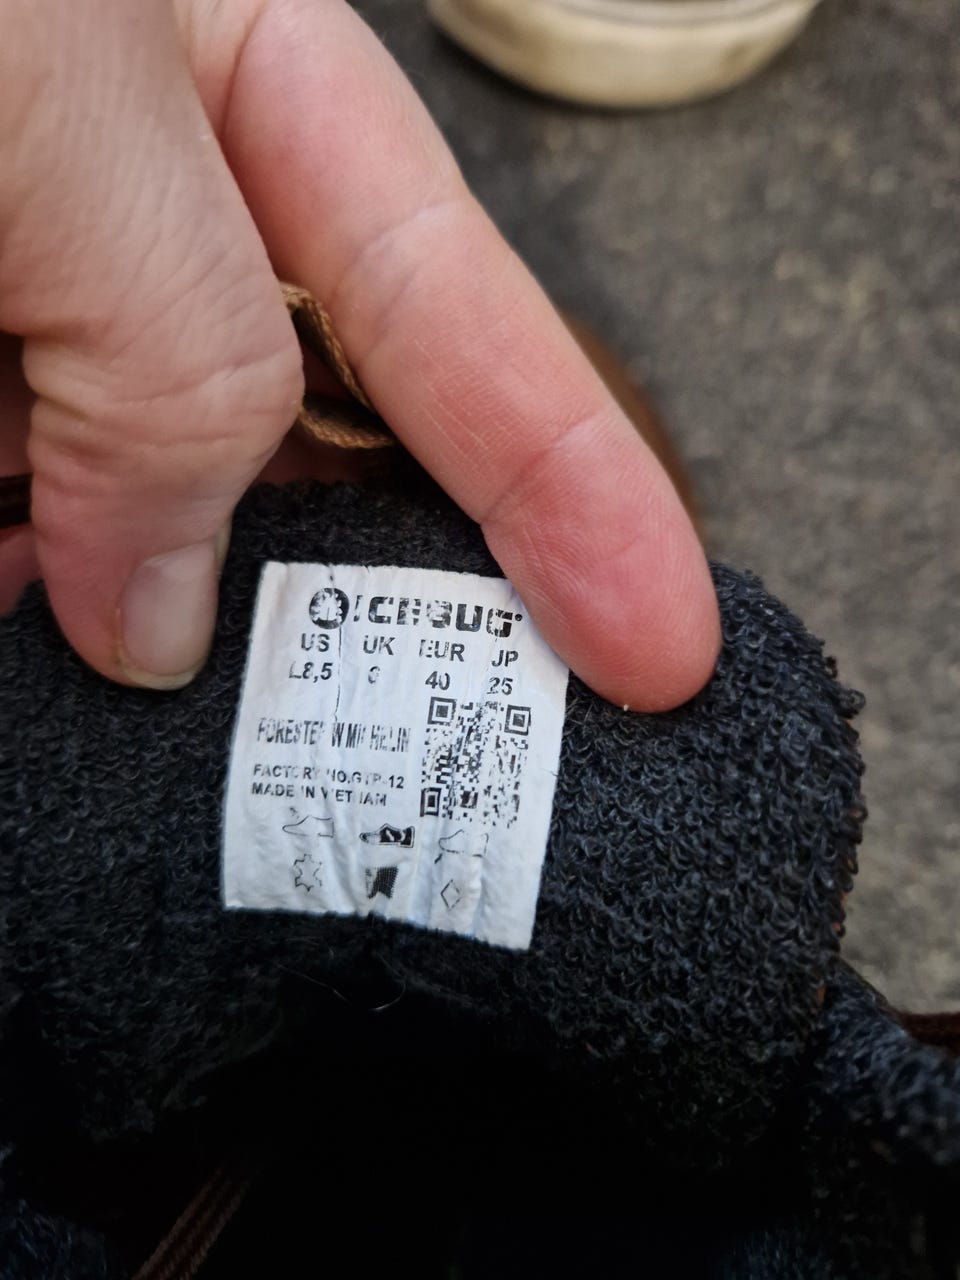 ICEBUG
US UK EUR JP
L8,5 6 40 25
FORESTER W MICHELIN
FACTORY NO.GTP-12
MADE IN VIETNAM